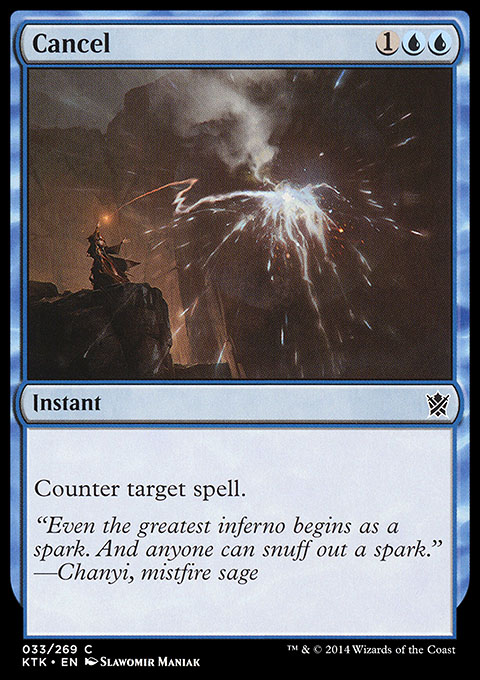 Cancel 1
Instant
Counter target spell.
“Even the greatest inferno begins as a
spark. And anyone can snuff out a spark.”
—Chanyi, mistfire sage
033/269 C
KTK • EN Slawomir Maniak
™ & © 2014 Wizards of the Coast